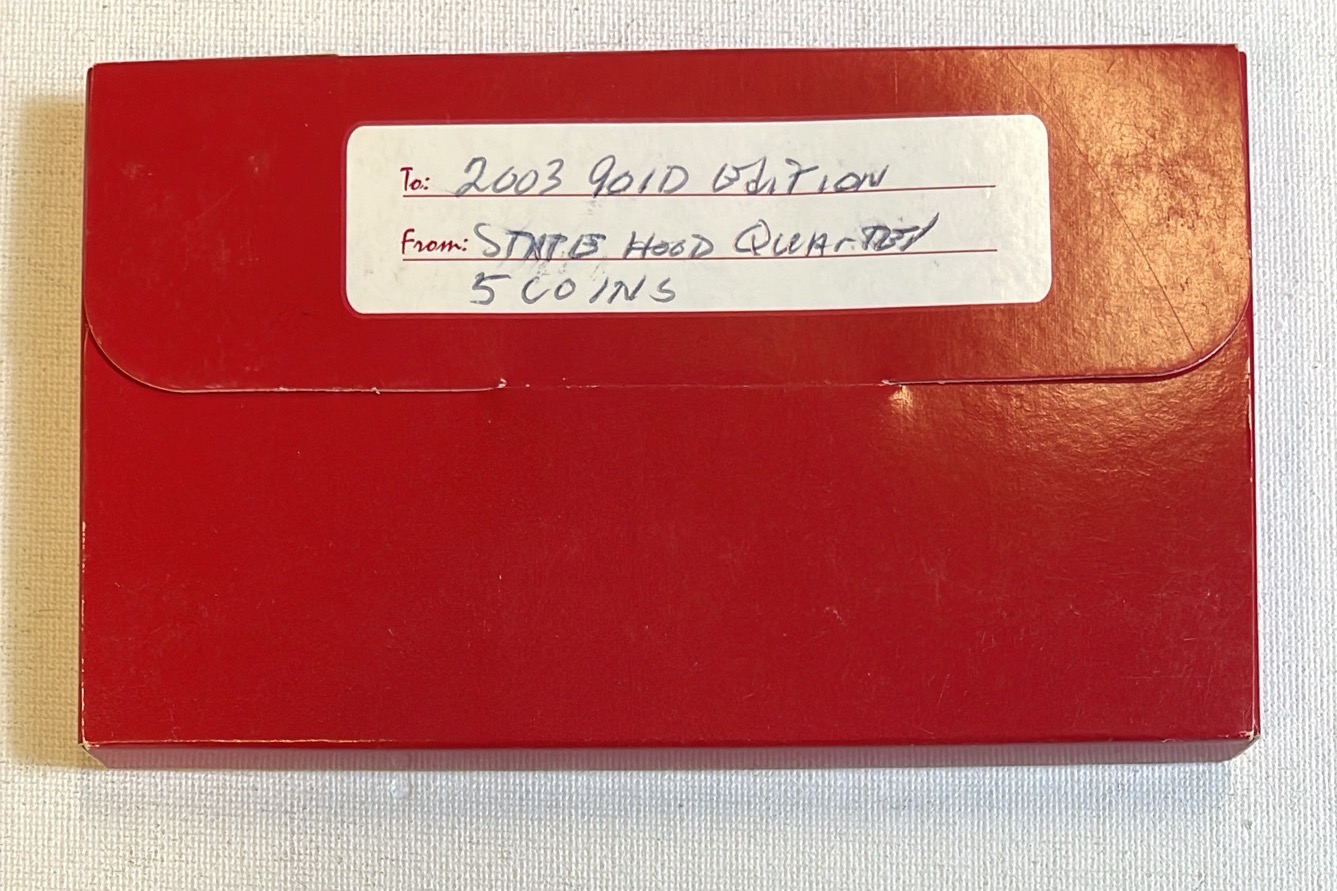 To: 2003 GOlD EdiTiON
From: STATE HOOD QUArTER
5 COINS